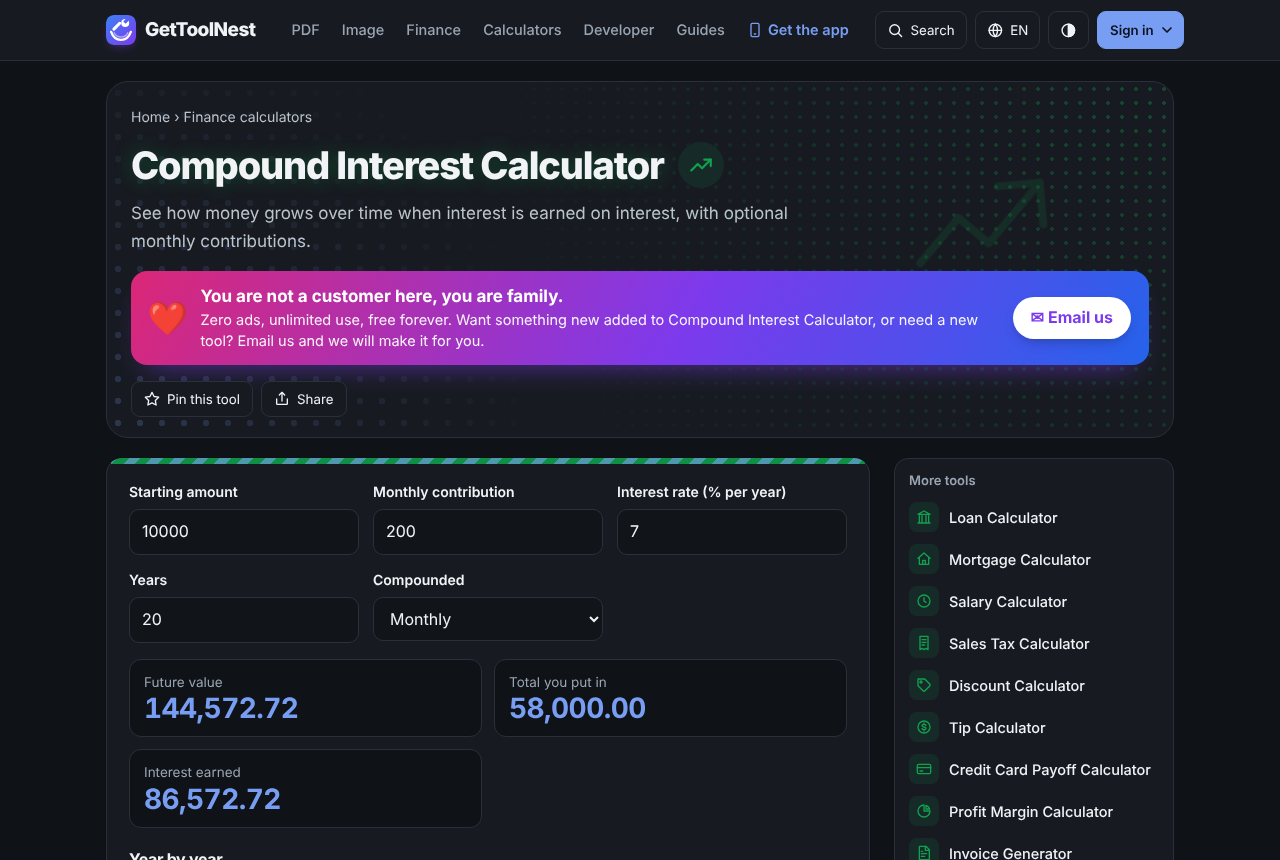 GetToolNest
PDF
Image
Finance
Calculators
Developer
Guides
Get the app
Search
EN
Sign in
Home › Finance calculators
Compound Interest Calculator
See how money grows over time when interest is earned on interest, with optional
monthly contributions.
You are not a customer here, you are family.
Zero ads, unlimited use, free forever. Want something new added to Compound Interest Calculator, or need a new
tool? Email us and we will make it for you.
✉ Email us
Pin this tool
Share
Starting amount
Monthly contribution
Interest rate (% per year)
10000
200
7
Years
Compounded
20
Monthly
Future value
144,572.72
Total you put in
58,000.00
Interest earned
86,572.72
Year by year
More tools
Loan Calculator
Mortgage Calculator
Salary Calculator
Sales Tax Calculator
Discount Calculator
Tip Calculator
Credit Card Payoff Calculator
Profit Margin Calculator
Invoice Generator